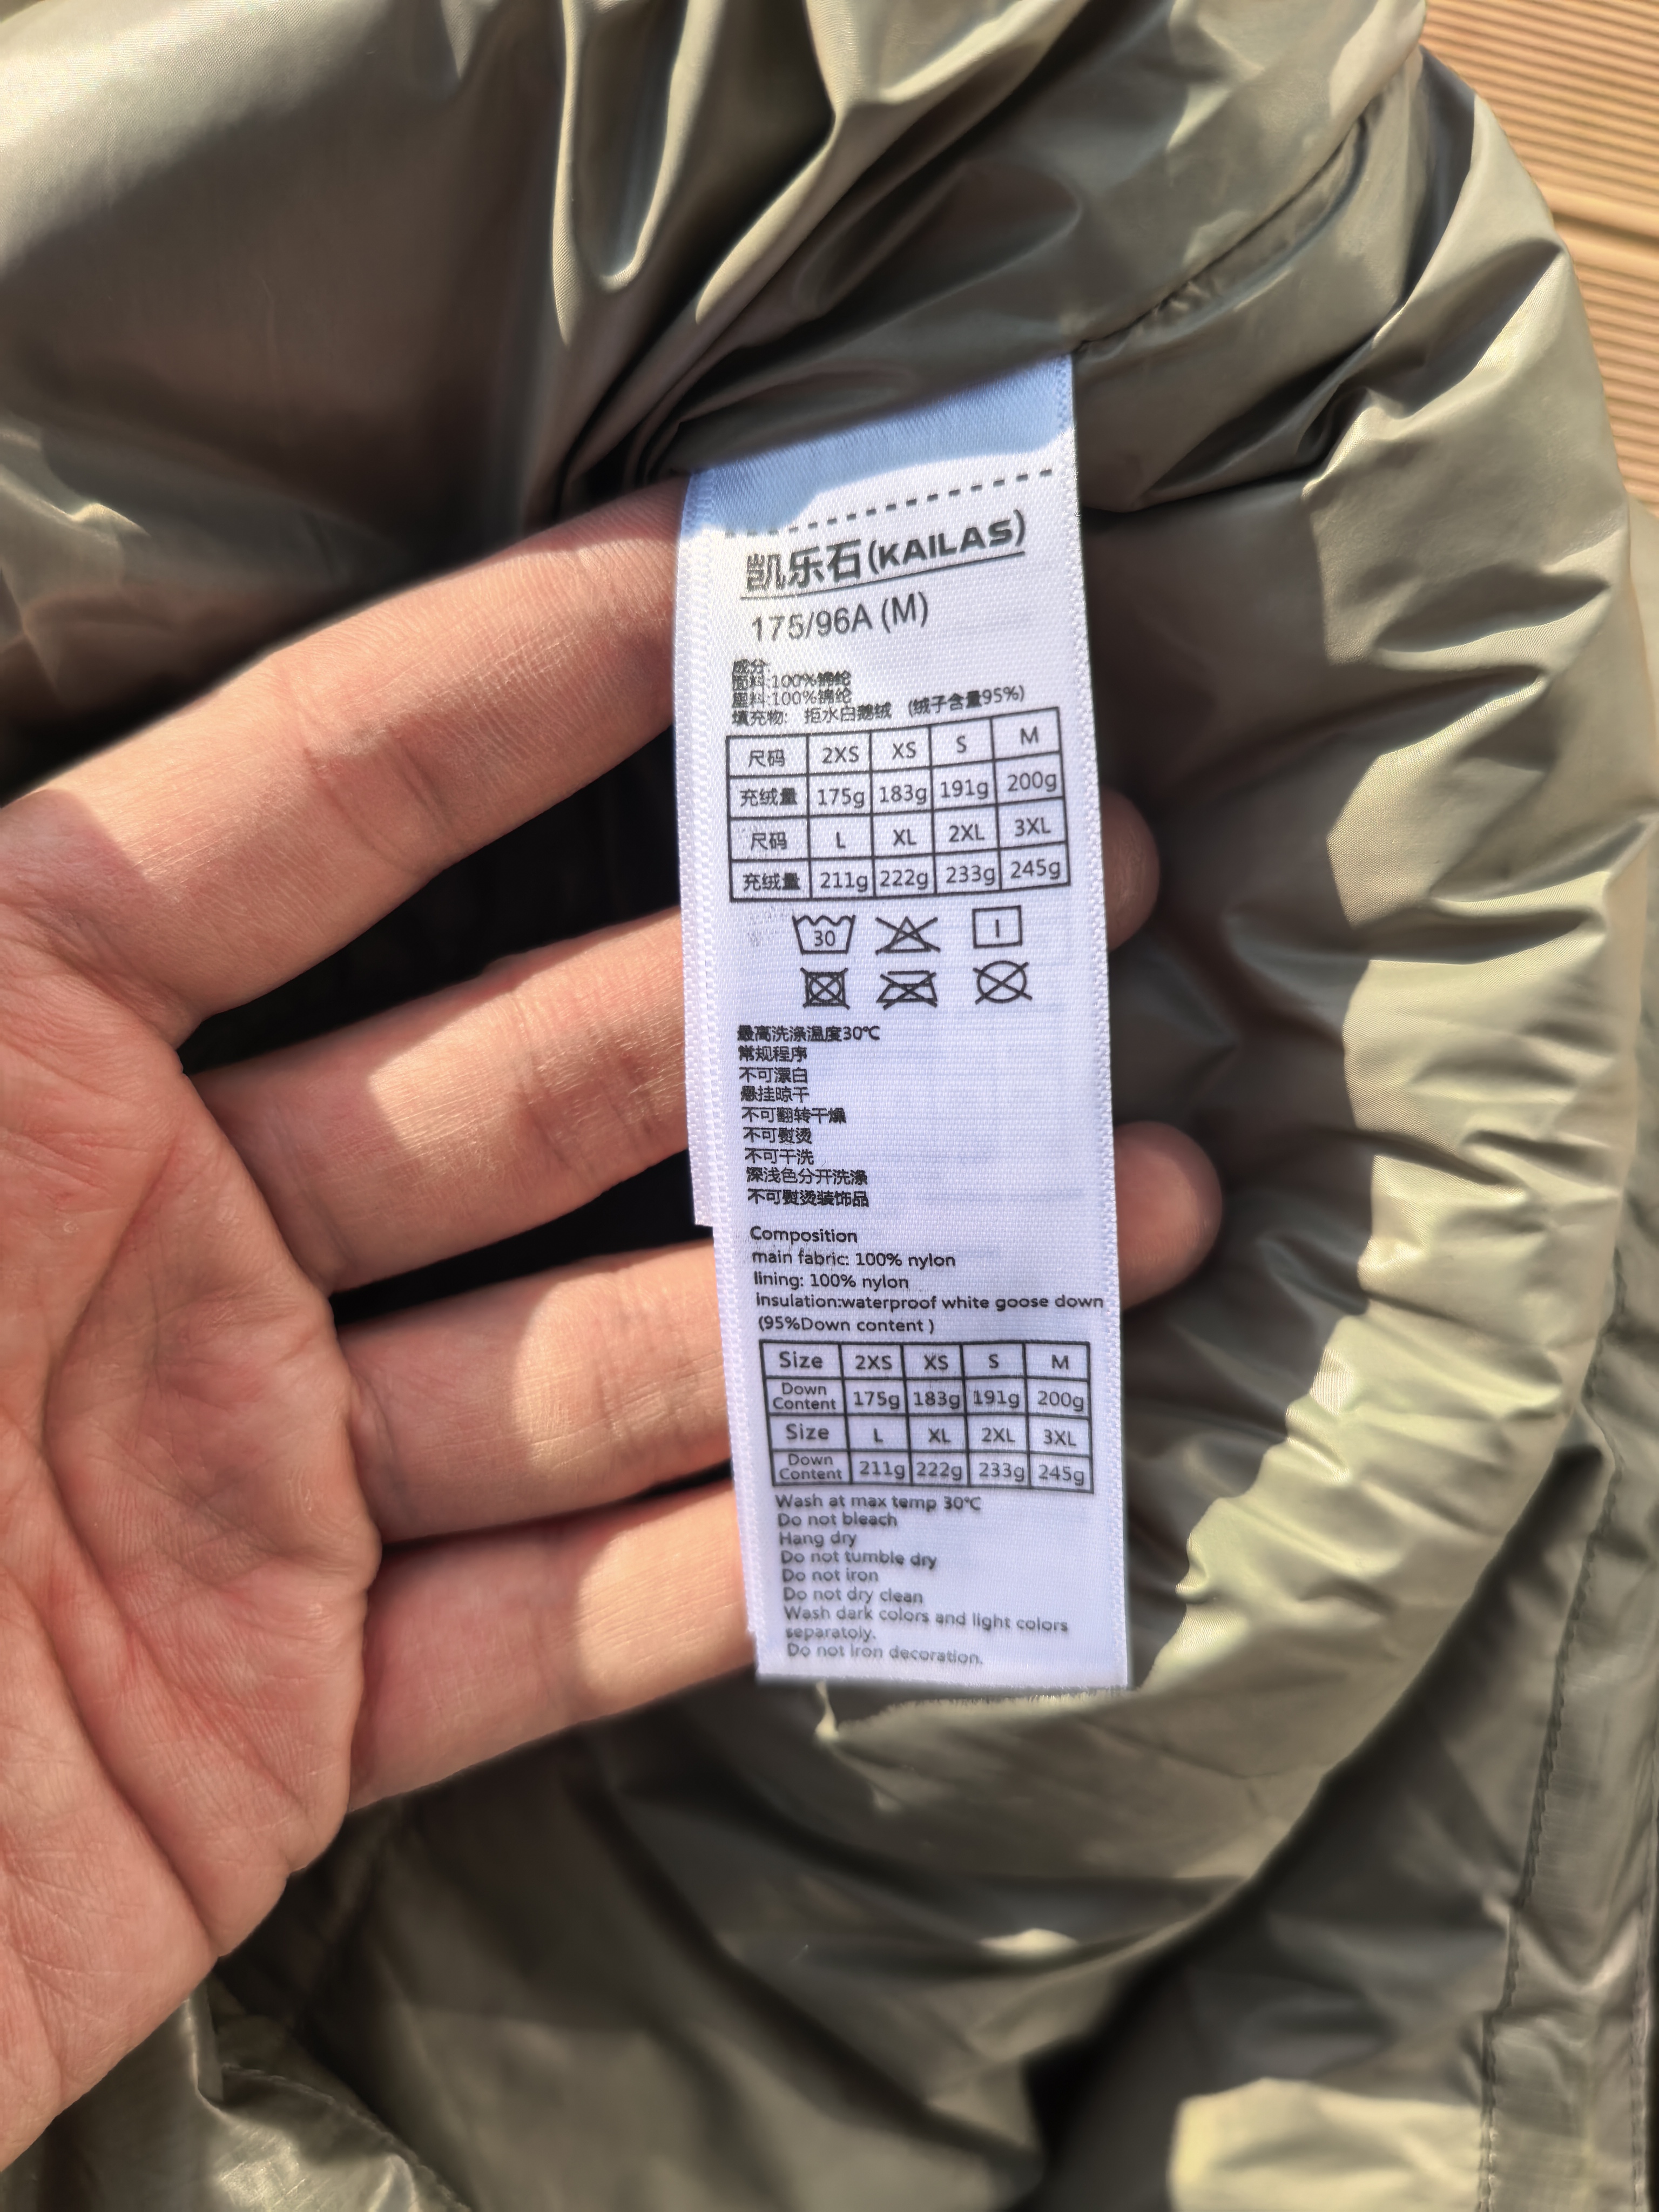 凯乐石(KAILAS)
175/96A (M)
成分:
面料:100%锦纶
里料:100%锦纶
填充物: 拒水白鹅绒 (绒子含量95%)
尺码 2XS XS S M
充绒量 175g 183g 191g 200g
尺码 L XL 2XL 3XL
充绒量 211g 222g 233g 245g
30
最高洗涤温度30℃
常规程序
不可漂白
悬挂晾干
不可翻转干燥
不可熨烫
不可干洗
深浅色分开洗涤
不可熨烫装饰品
Composition
main fabric: 100% nylon
lining: 100% nylon
insulation:waterproof white goose down
(95%Down content )
Size 2XS XS S M
Down Content 175g 183g 191g 200g
Size L XL 2XL 3XL
Down Content 211g 222g 233g 245g
Wash at max temp 30℃
Do not bleach
Hang dry
Do not tumble dry
Do not iron
Do not dry clean
Wash dark colors and light colors
separatoly.
Do not iron decoration.